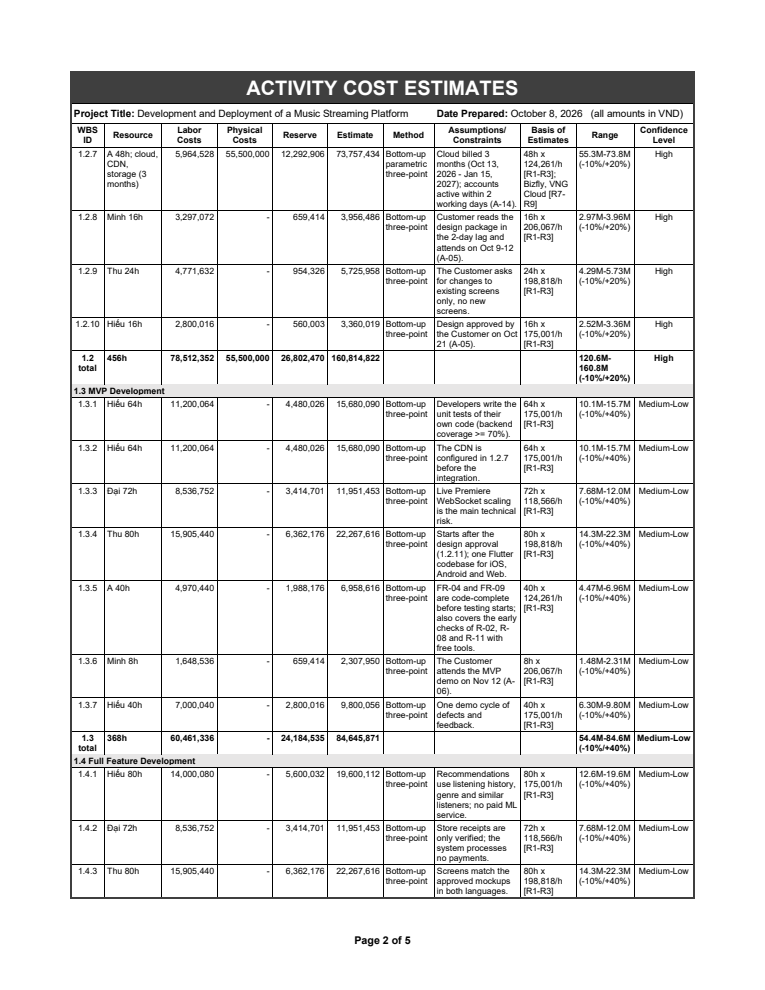 ACTIVITY COST ESTIMATES
Project Title: Development and Deployment of a Music Streaming Platform Date Prepared: October 8, 2026 (all amounts in VND)
WBS ID Resource Labor Costs Physical Costs Reserve Estimate Method Assumptions/ Constraints Basis of Estimates Range Confidence Level
1.2.7 A 48h; cloud, CDN, storage (3 months) 5,964,528 55,500,000 12,292,906 73,757,434 Bottom-up parametric three-point Cloud billed 3 months (Oct 13, 2026 - Jan 15, 2027); accounts active within 2 working days (A-14). 48h x 124,261/h [R1-R3]; Bizfly, VNG Cloud [R7-R9] 55.3M-73.8M (-10%/+20%) High
1.2.8 Minh 16h 3,297,072 - 659,414 3,956,486 Bottom-up three-point Customer reads the design package in the 2-day lag and attends on Oct 9-12 (A-05). 16h x 206,067/h [R1-R3] 2.97M-3.96M (-10%/+20%) High
1.2.9 Thu 24h 4,771,632 - 954,326 5,725,958 Bottom-up three-point The Customer asks for changes to existing screens only, no new screens. 24h x 198,818/h [R1-R3] 4.29M-5.73M (-10%/+20%) High
1.2.10 Hiếu 16h 2,800,016 - 560,003 3,360,019 Bottom-up three-point Design approved by the Customer on Oct 21 (A-05). 16h x 175,001/h [R1-R3] 2.52M-3.36M (-10%/+20%) High
1.2 total 456h 78,512,352 55,500,000 26,802,470 160,814,822 120.6M-160.8M (-10%/+20%) High
1.3 MVP Development
1.3.1 Hiếu 64h 11,200,064 - 4,480,026 15,680,090 Bottom-up three-point Developers write the unit tests of their own code (backend coverage >= 70%). 64h x 175,001/h [R1-R3] 10.1M-15.7M (-10%/+40%) Medium-Low
1.3.2 Hiếu 64h 11,200,064 - 4,480,026 15,680,090 Bottom-up three-point The CDN is configured in 1.2.7 before the integration. 64h x 175,001/h [R1-R3] 10.1M-15.7M (-10%/+40%) Medium-Low
1.3.3 Đại 72h 8,536,752 - 3,414,701 11,951,453 Bottom-up three-point Live Premiere WebSocket scaling is the main technical risk. 72h x 118,566/h [R1-R3] 7.68M-12.0M (-10%/+40%) Medium-Low
1.3.4 Thu 80h 15,905,440 - 6,362,176 22,267,616 Bottom-up three-point Starts after the design approval (1.2.11); one Flutter codebase for iOS, Android and Web. 80h x 198,818/h [R1-R3] 14.3M-22.3M (-10%/+40%) Medium-Low
1.3.5 A 40h 4,970,440 - 1,988,176 6,958,616 Bottom-up three-point FR-04 and FR-09 are code-complete before testing starts; also covers the early checks of R-02, R-08 and R-11 with free tools. 40h x 124,261/h [R1-R3] 4.47M-6.96M (-10%/+40%) Medium-Low
1.3.6 Minh 8h 1,648,536 - 659,414 2,307,950 Bottom-up three-point The Customer attends the MVP demo on Nov 12 (A-06). 8h x 206,067/h [R1-R3] 1.48M-2.31M (-10%/+40%) Medium-Low
1.3.7 Hiếu 40h 7,000,040 - 2,800,016 9,800,056 Bottom-up three-point One demo cycle of defects and feedback. 40h x 175,001/h [R1-R3] 6.30M-9.80M (-10%/+40%) Medium-Low
1.3 total 368h 60,461,336 - 24,184,535 84,645,871 54.4M-84.6M (-10%/+40%) Medium-Low
1.4 Full Feature Development
1.4.1 Hiếu 80h 14,000,080 - 5,600,032 19,600,112 Bottom-up three-point Recommendations use listening history, genre and similar listeners; no paid ML service. 80h x 175,001/h [R1-R3] 12.6M-19.6M (-10%/+40%) Medium-Low
1.4.2 Đại 72h 8,536,752 - 3,414,701 11,951,453 Bottom-up three-point Store receipts are only verified; the system processes no payments. 72h x 118,566/h [R1-R3] 7.68M-12.0M (-10%/+40%) Medium-Low
1.4.3 Thu 80h 15,905,440 - 6,362,176 22,267,616 Bottom-up three-point Screens match the approved mockups in both languages. 80h x 198,818/h [R1-R3] 14.3M-22.3M (-10%/+40%) Medium-Low
Page 2 of 5